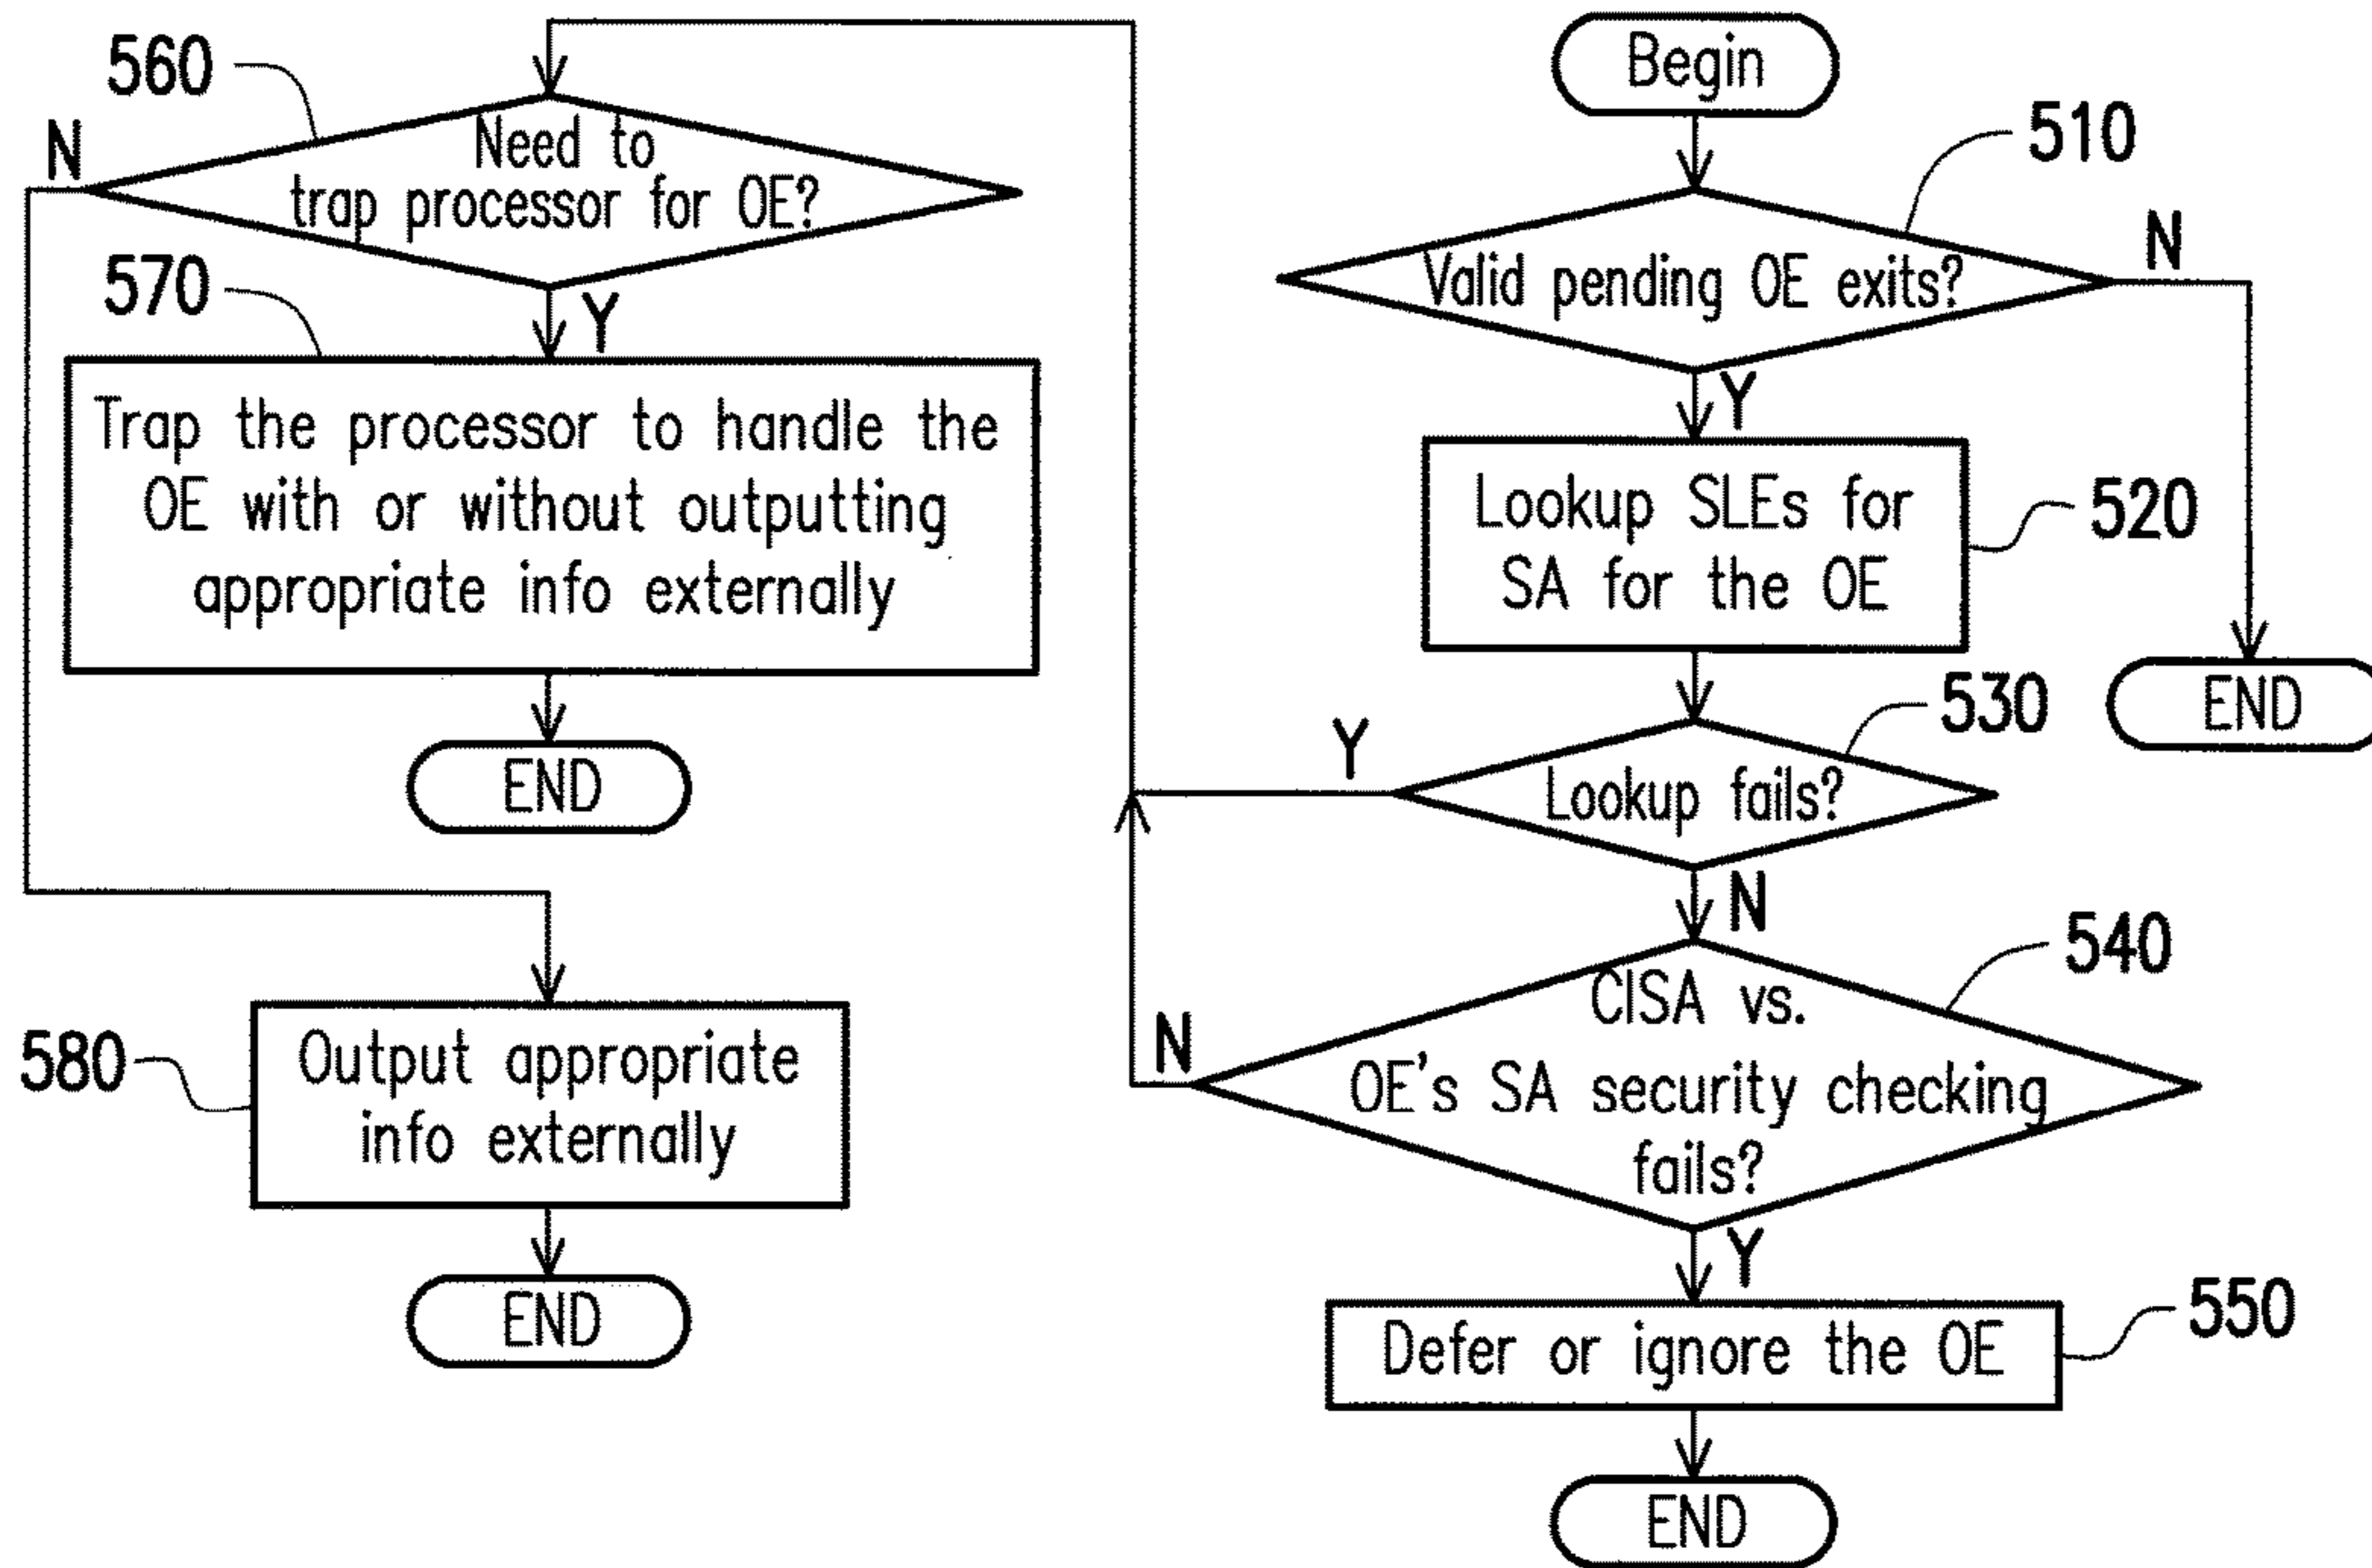 Begin
510
Valid pending OE exits?
N
Y
Lookup SLEs for
SA for the OE
520
END
530
Lookup fails?
Y
N
540
CISA vs.
OE's SA security checking
fails?
N
Y
Defer or ignore the OE
550
END
560
Need to
trap processor for OE?
N
Y
570
Trap the processor to handle the
OE with or without outputting
appropriate info externally
END
580
Output appropriate
info externally
END